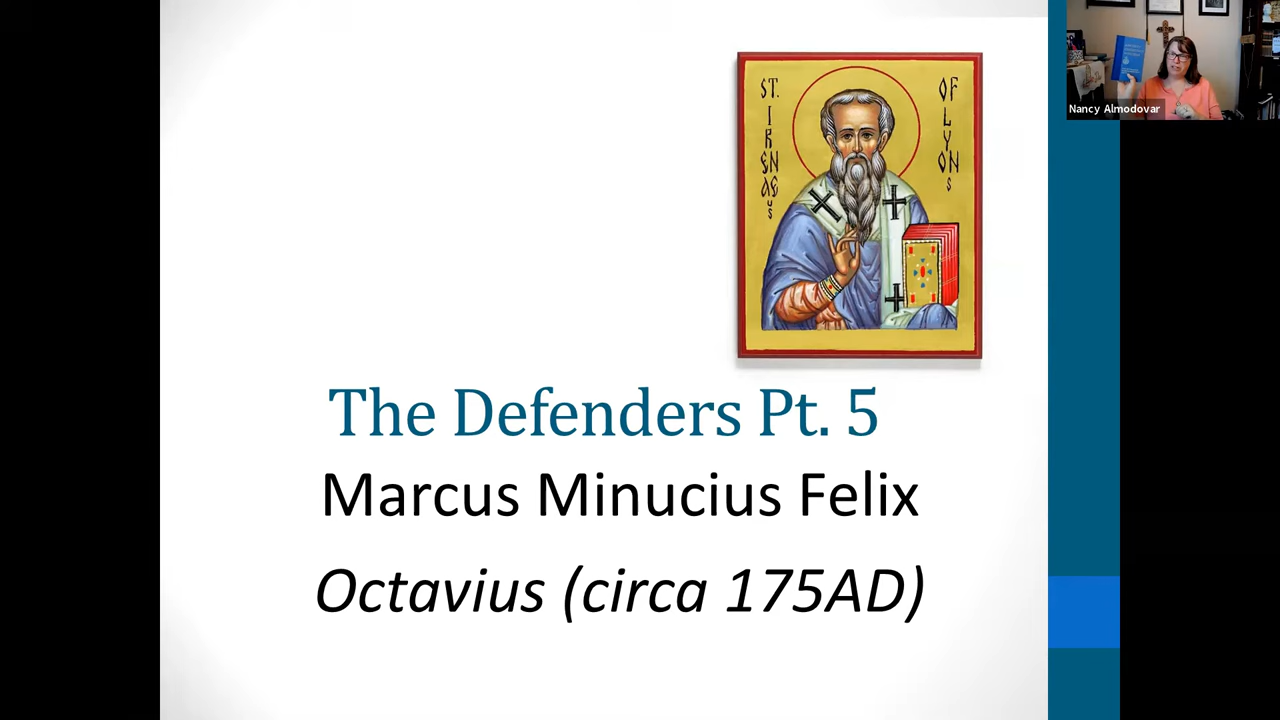 ST. IRENAEUS
OF LYONS
Nancy Almodovar
The Defenders Pt. 5
Marcus Minucius Felix
Octavius (circa 175AD)